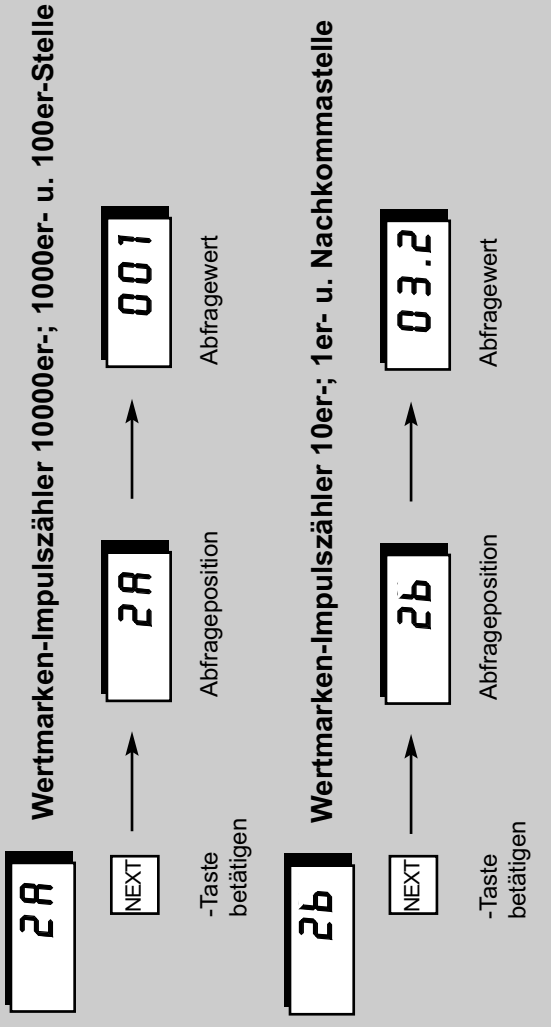 2A
Wertmarken-Impulszähler 10000er-; 1000er- u. 100er-Stelle
NEXT
2A
001
-Taste
betätigen
Abfrageposition
Abfragewert
2b
Wertmarken-Impulszähler 10er-; 1er- u. Nachkommastelle
NEXT
2b
03.2
-Taste
betätigen
Abfrageposition
Abfragewert